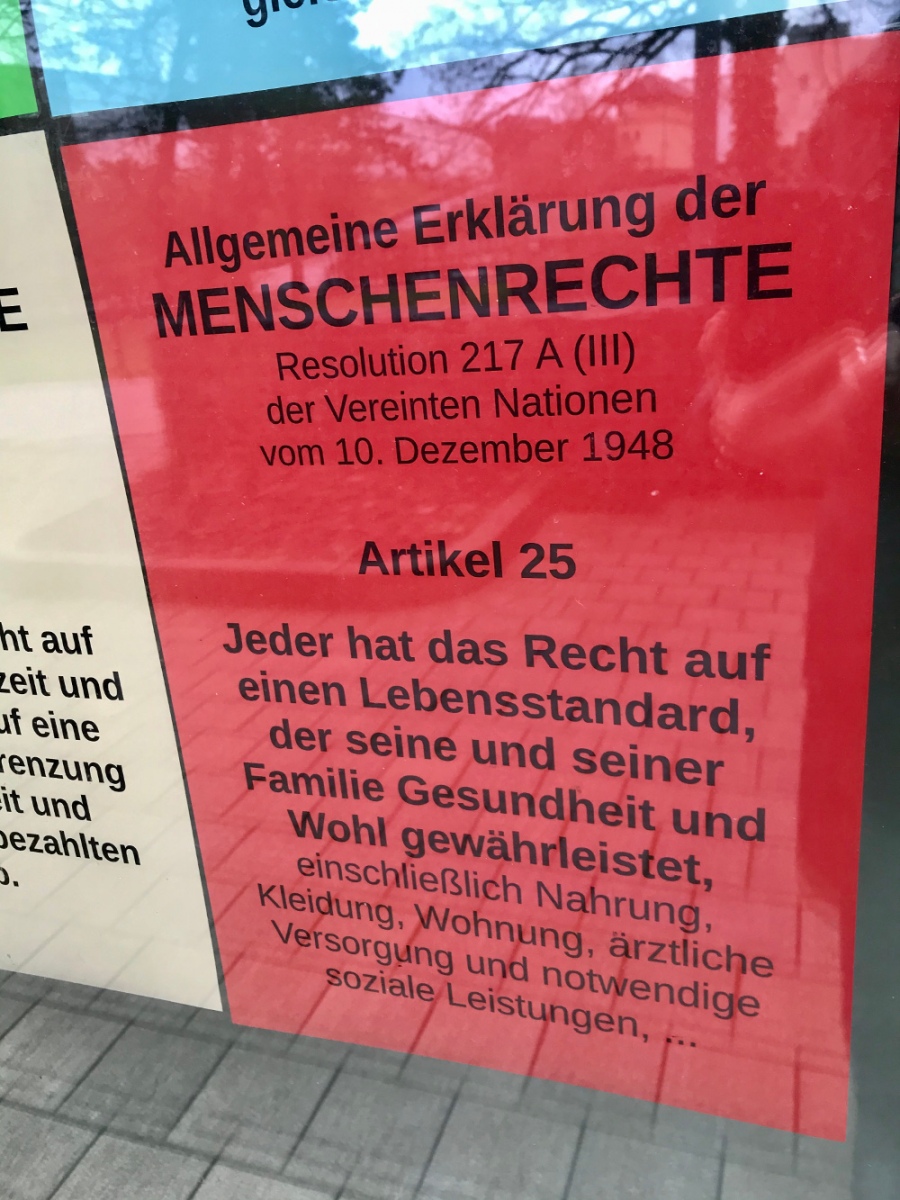 E
ht auf
zeit und
uf eine
renzung
eit und
bezahlten
Allgemeine Erklärung der
MENSCHENRECHTE
Resolution 217 A (III)
der Vereinten Nationen
vom 10. Dezember 1948
Artikel 25
Jeder hat das Recht auf
einen Lebensstandard,
der seine und seiner
Familie Gesundheit und
Wohl gewährleistet,
einschließlich Nahrung,
Kleidung, Wohnung, ärztliche
Versorgung und notwendige
soziale Leistungen, ...